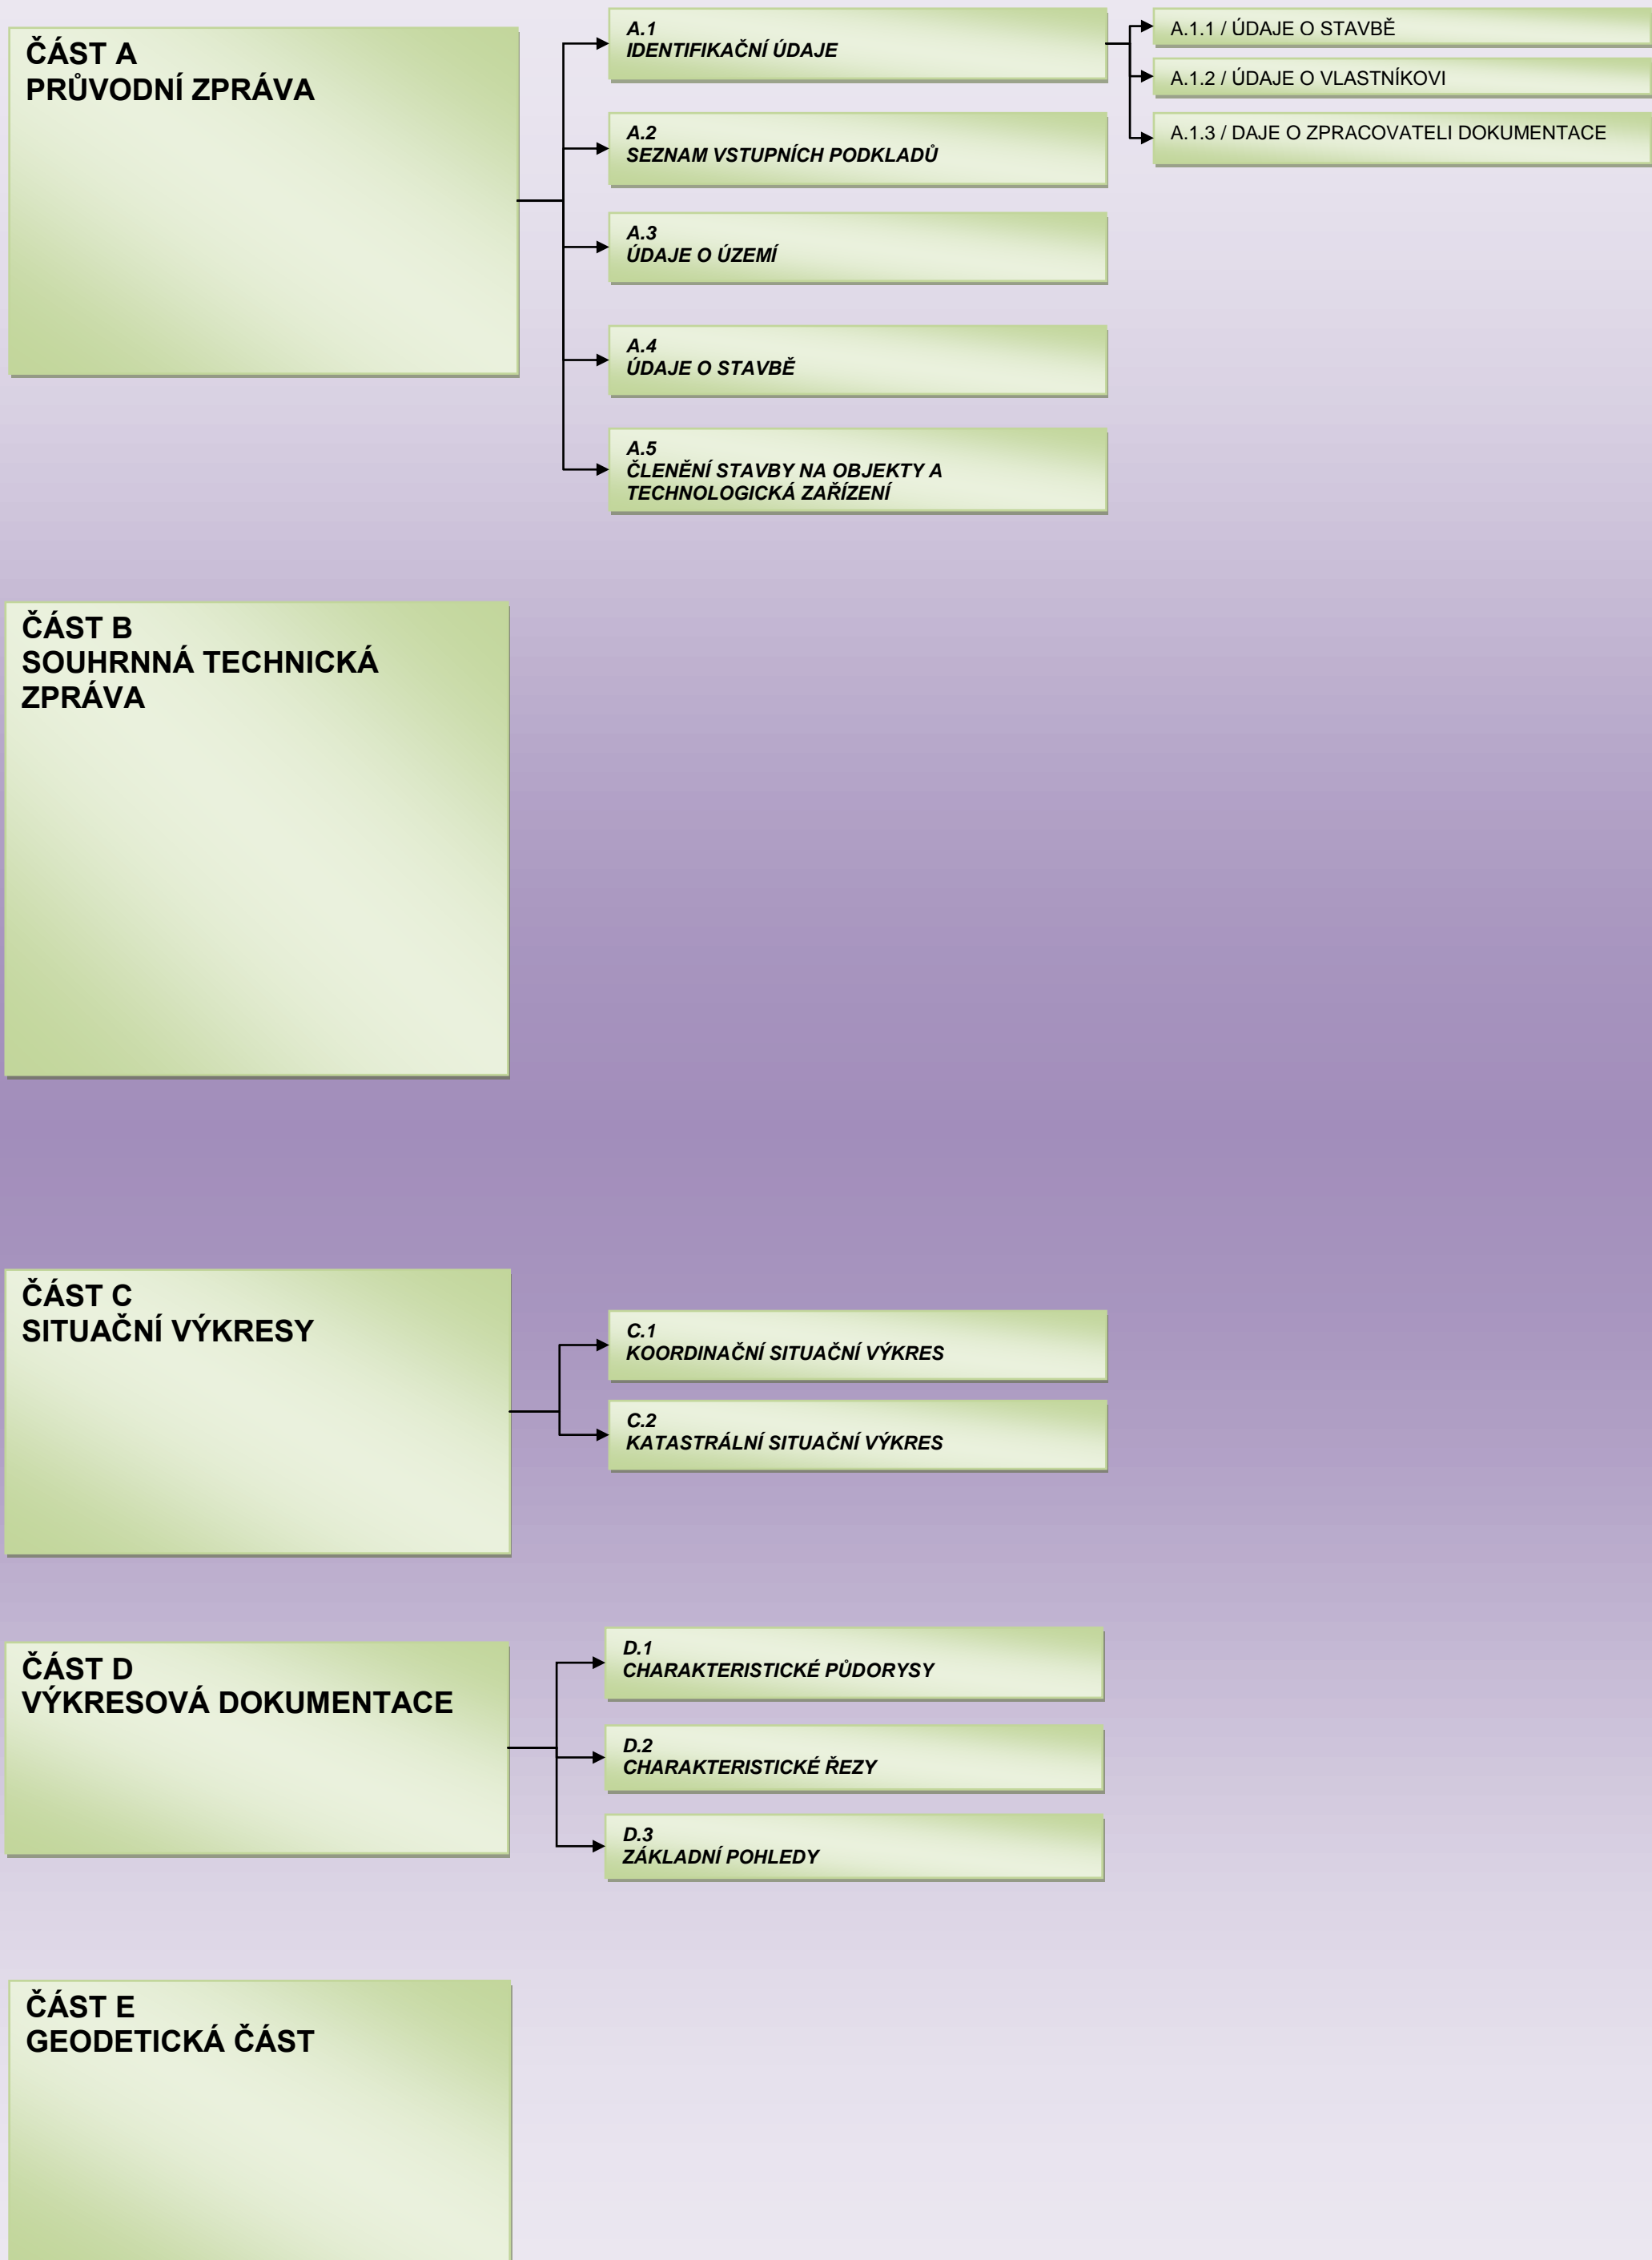 ČÁST A
PRŮVODNÍ ZPRÁVA
A.1
IDENTIFIKAČNÍ ÚDAJE
A.1.1 / ÚDAJE O STAVBĚ
A.1.2 / ÚDAJE O VLASTNÍKOVI
A.1.3 / DAJE O ZPRACOVATELI DOKUMENTACE
A.2
SEZNAM VSTUPNÍCH PODKLADŮ
A.3
ÚDAJE O ÚZEMÍ
A.4
ÚDAJE O STAVBĚ
A.5
ČLENĚNÍ STAVBY NA OBJEKTY A
TECHNOLOGICKÁ ZAŘÍZENÍ
ČÁST B
SOUHRNNÁ TECHNICKÁ
ZPRÁVA
ČÁST C
SITUAČNÍ VÝKRESY
C.1
KOORDINAČNÍ SITUAČNÍ VÝKRES
C.2
KATASTRÁLNÍ SITUAČNÍ VÝKRES
ČÁST D
VÝKRESOVÁ DOKUMENTACE
D.1
CHARAKTERISTICKÉ PŮDORYSY
D.2
CHARAKTERISTICKÉ ŘEZY
D.3
ZÁKLADNÍ POHLEDY
ČÁST E
GEODETICKÁ ČÁST